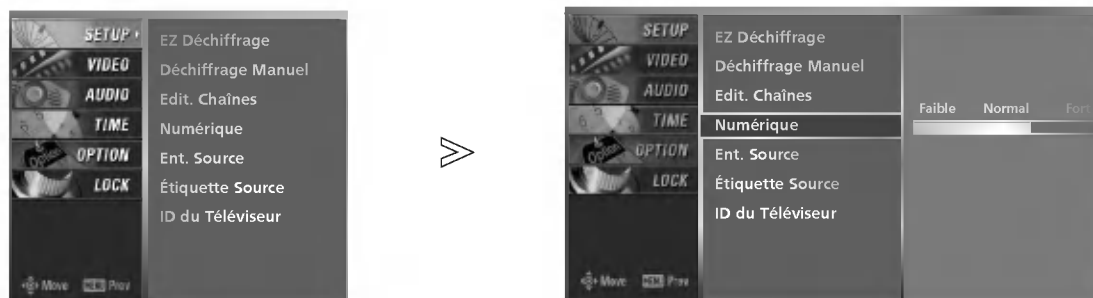 SETUP
VIDEO
AUDIO
TIME
OPTION
LOCK
EZ Déchiffrage
Déchiffrage Manuel
Edit. Chaînes
Numérique
Ent. Source
Étiquette Source
ID du Téléviseur
Move MENU Prev
>
SETUP
VIDEO
AUDIO
TIME
OPTION
LOCK
EZ Déchiffrage
Déchiffrage Manuel
Edit. Chaînes
Numérique
Ent. Source
Étiquette Source
ID du Téléviseur
Faible Normal Fort
Move MENU Prev